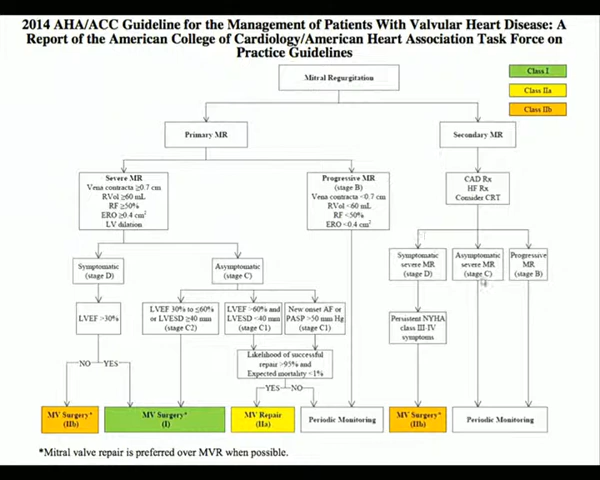 2014 AHA/ACC Guideline for the Management of Patients With Valvular Heart Disease: A
Report of the American College of Cardiology/American Heart Association Task Force on
Practice Guidelines
Mitral Regurgitation
Class I
Class IIa
Class IIb
Primary MR
Secondary MR
Severe MR
Vena contracta ≥0.7 cm
RVol ≥60 mL
RF ≥50%
ERO ≥0.4 cm²
LV dilation
Progressive MR
(stage B)
Vena contracta <0.7 cm
RVol <60 mL
RF <50%
ERO <0.4 cm²
CAD Rx
HF Rx
Consider CRT
Symptomatic
(stage D)
Asymptomatic
(stage C)
Symptomatic
severe MR
(stage D)
Asymptomatic
severe MR
(stage C)
Progressive
MR
(stage B)
LVEF >30%
LVEF 30% to ≤60%
or LVESD ≥40 mm
(stage C2)
LVEF >60% and
LVESD <40 mm
(stage C1)
New onset AF or
PASP >50 mm Hg
(stage C1)
Persistent NYHA
class III-IV
symptoms
Likelihood of successful
repair >95% and
Expected mortality <1%
NO
YES
YES
NO
MV Surgery*
(IIb)
MV Surgery*
(I)
MV Repair
(IIa)
Periodic Monitoring
MV Surgery*
(IIb)
Periodic Monitoring
*Mitral valve repair is preferred over MVR when possible.